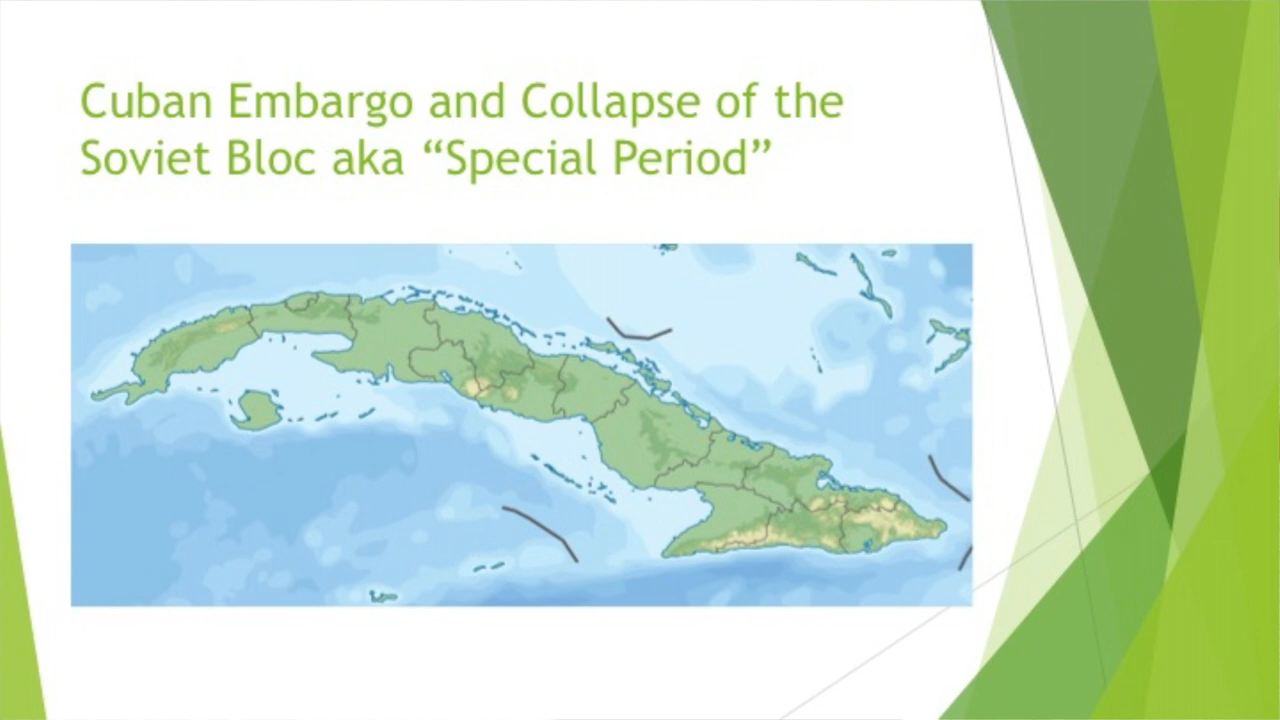 Cuban Embargo and Collapse of the
Soviet Bloc aka “Special Period”